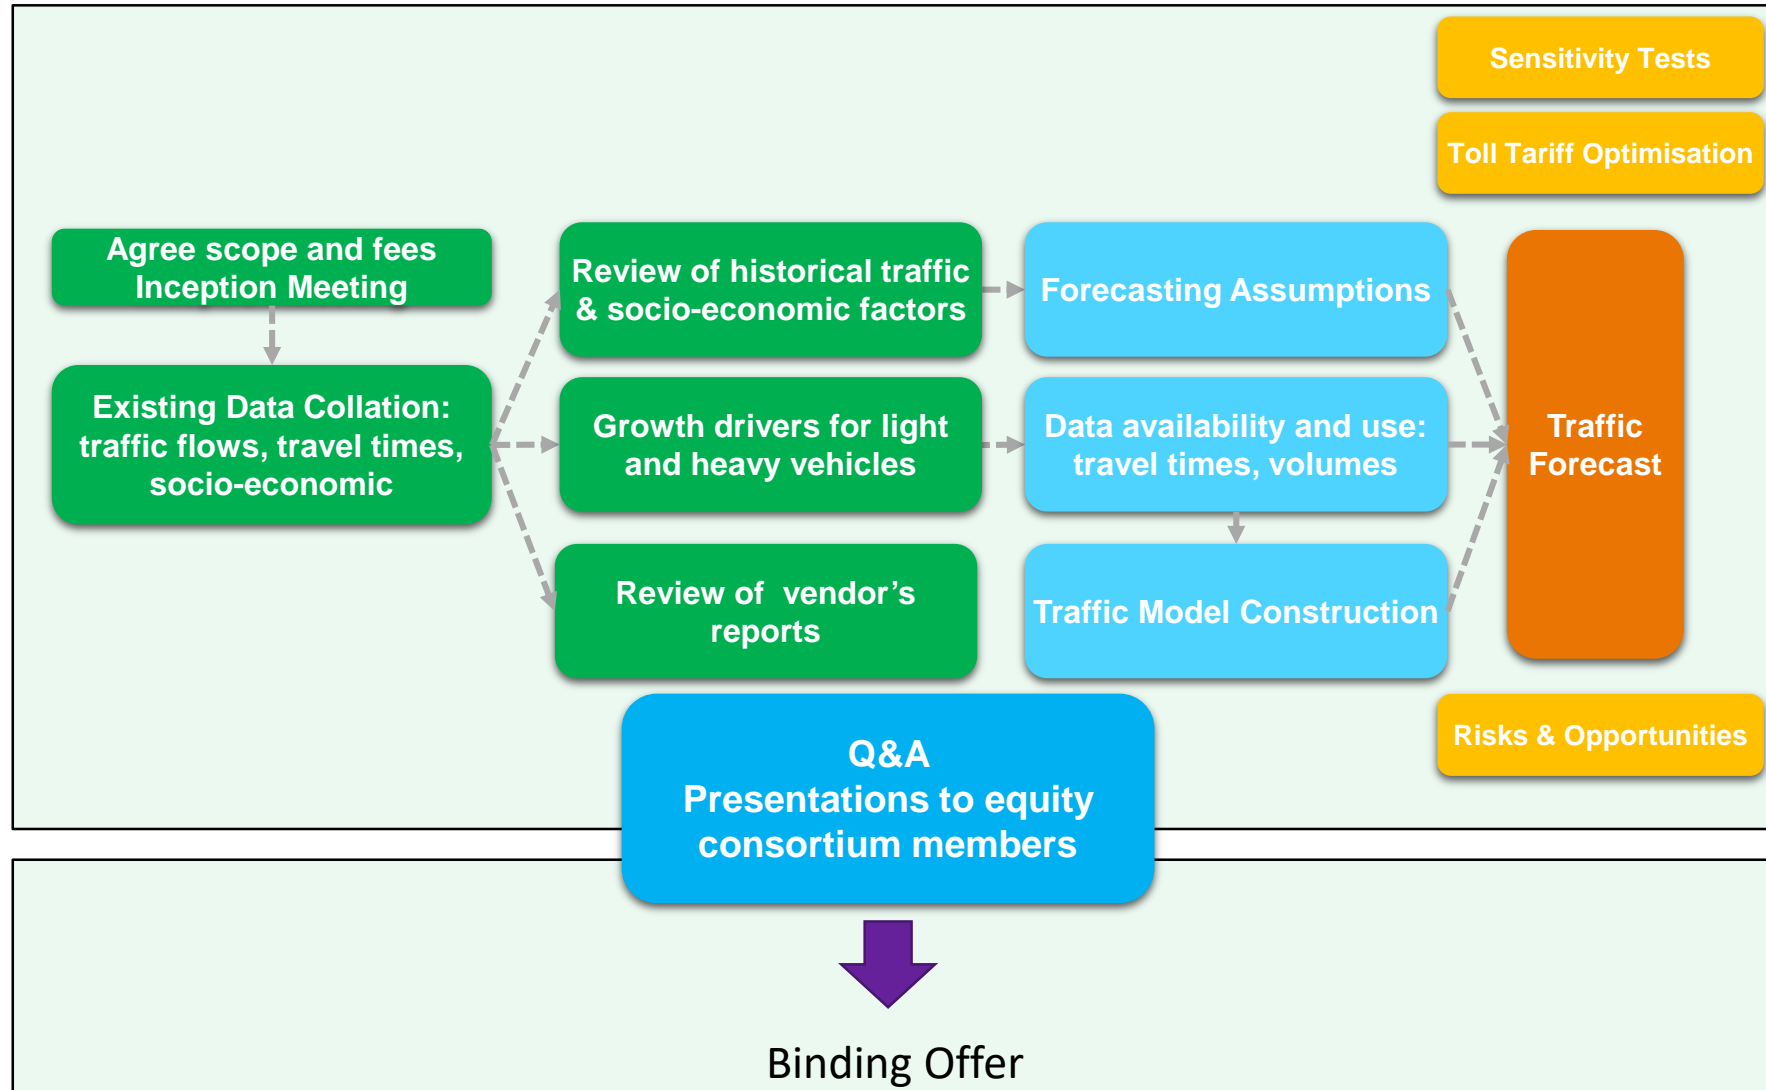 Sensitivity Tests
Toll Tariff Optimisation
Agree scope and fees
Inception Meeting
Existing Data Collation:
traffic flows, travel times,
socio-economic
Review of historical traffic
& socio-economic factors
Growth drivers for light
and heavy vehicles
Review of  vendor’s
reports
Forecasting Assumptions
Data availability and use:
travel times, volumes
Traffic Model Construction
Traffic
Forecast
Risks & Opportunities
Q&A
Presentations to equity
consortium members
Binding Offer